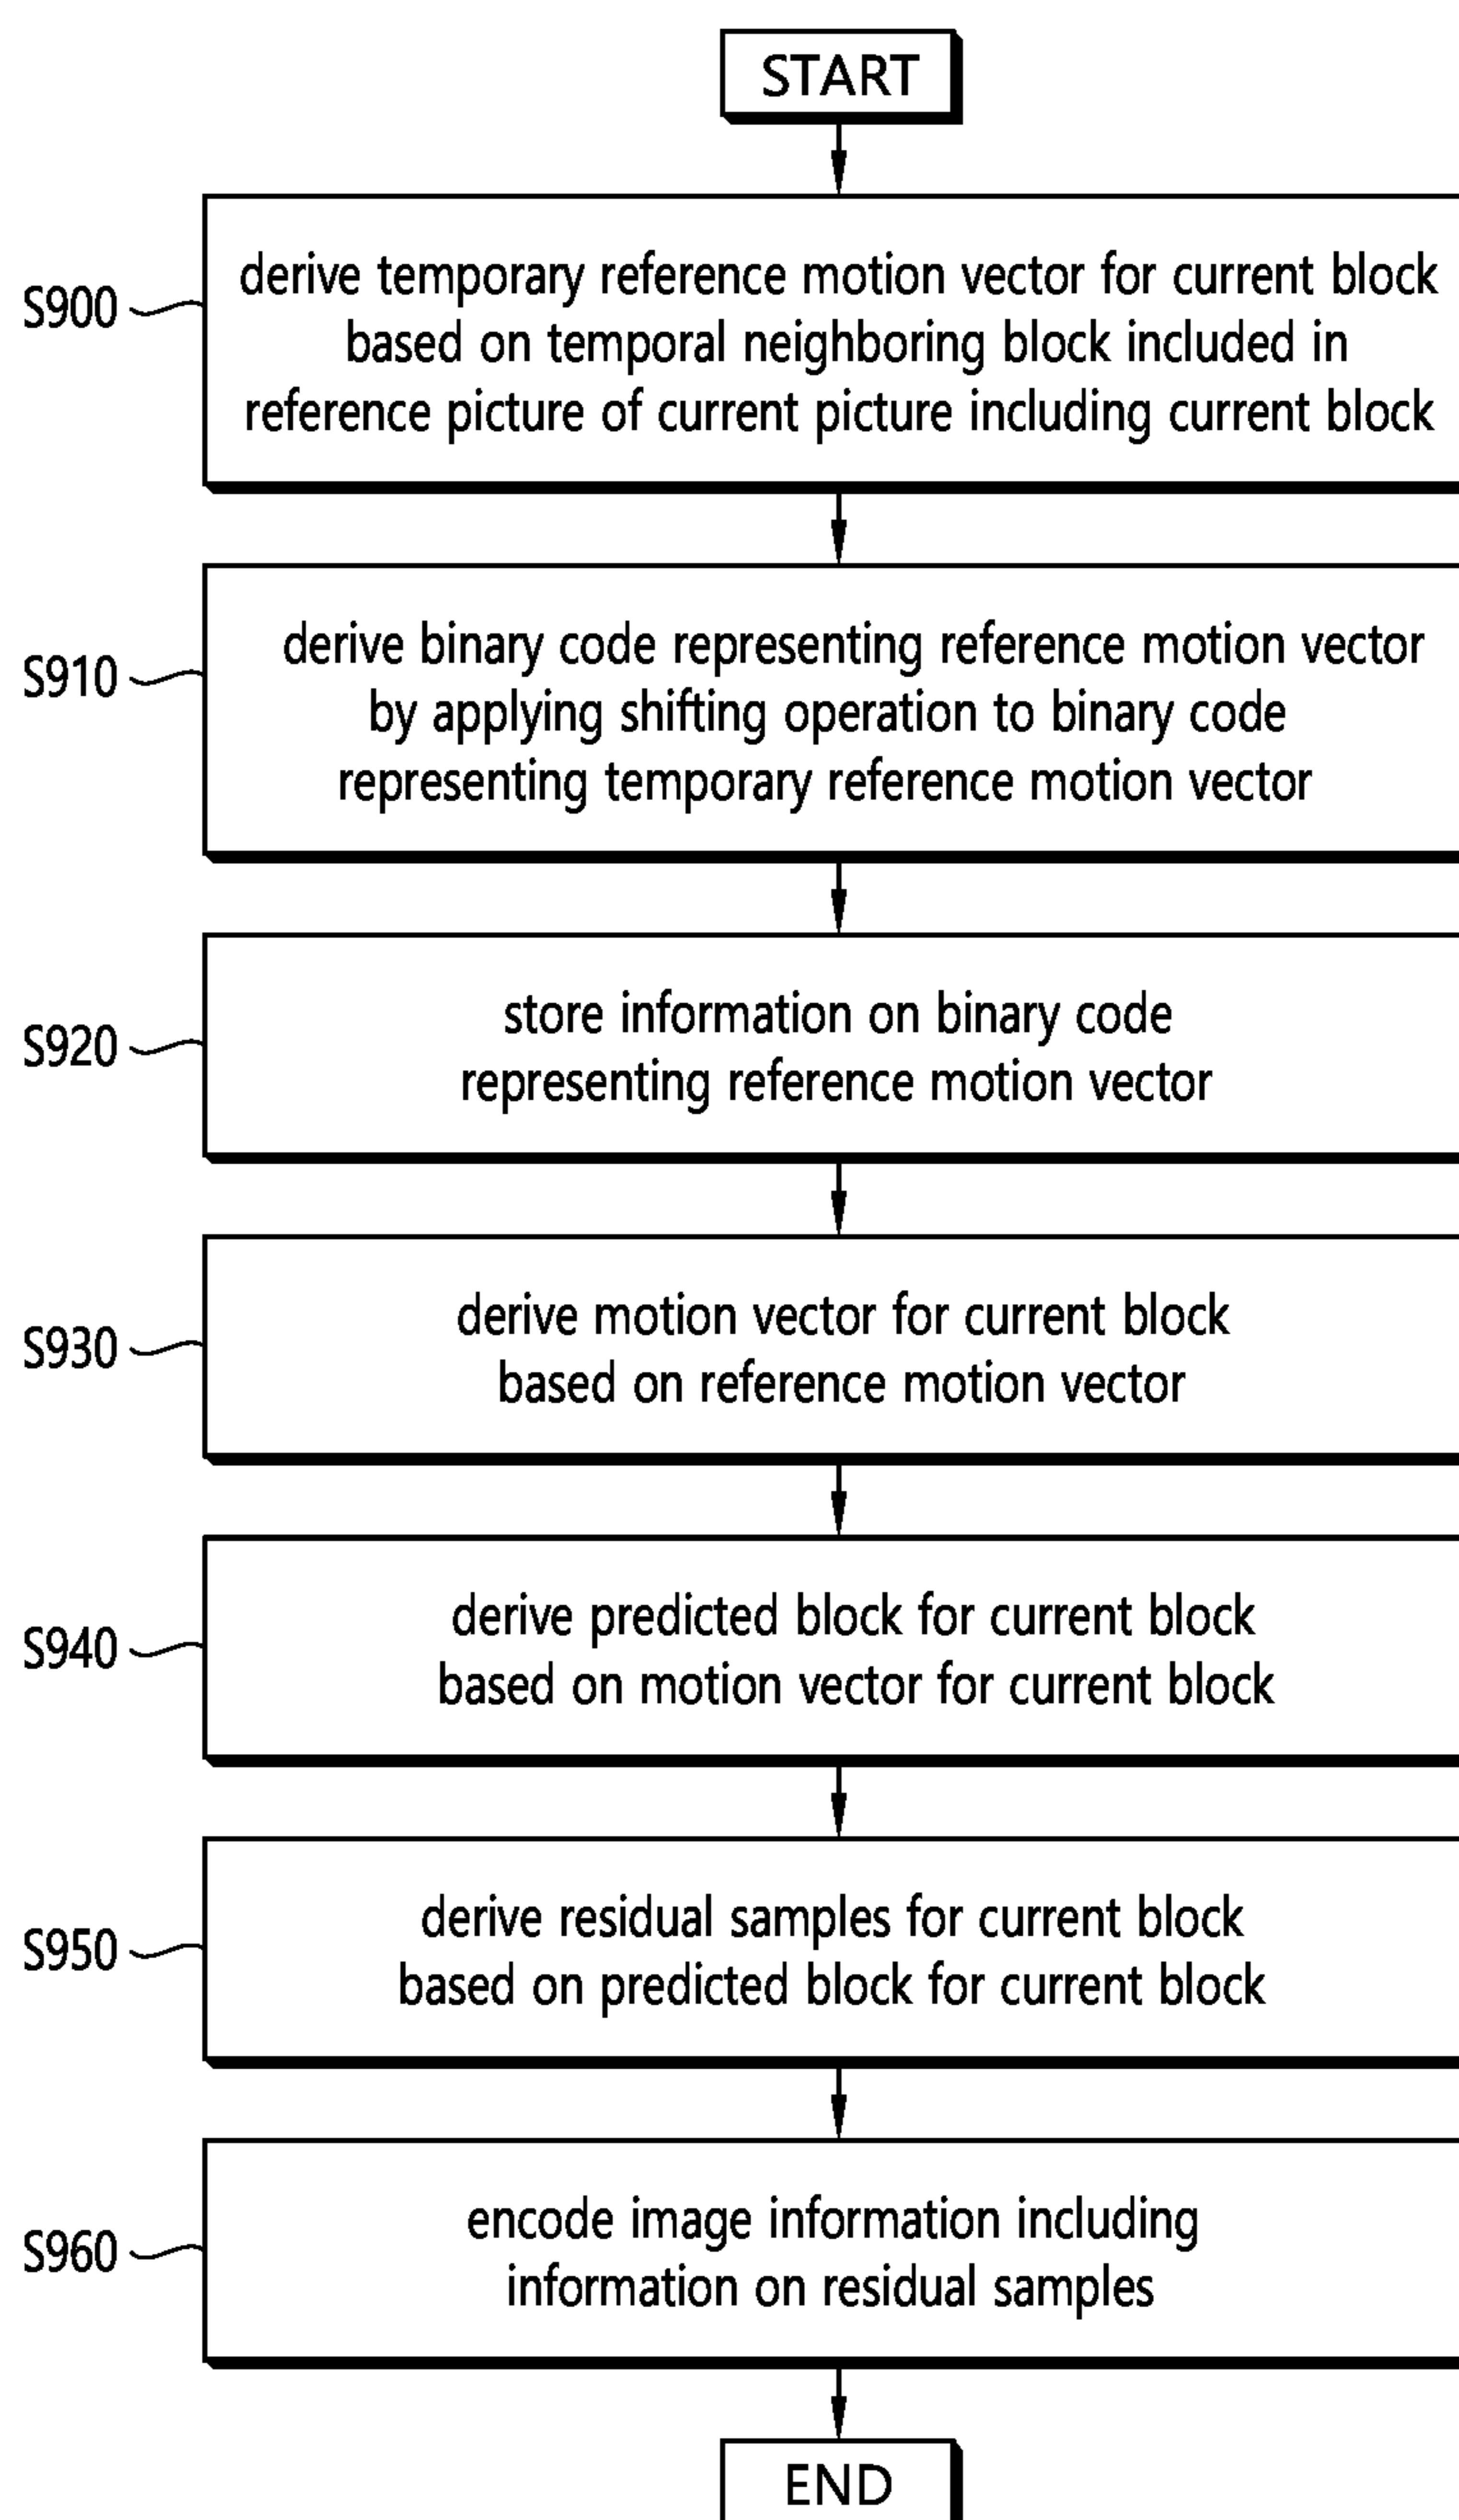 START
S900
derive temporary reference motion vector for current block
based on temporal neighboring block included in
reference picture of current picture including current block
S910
derive binary code representing reference motion vector
by applying shifting operation to binary code
representing temporary reference motion vector
S920
store information on binary code
representing reference motion vector
S930
derive motion vector for current block
based on reference motion vector
S940
derive predicted block for current block
based on motion vector for current block
S950
derive residual samples for current block
based on predicted block for current block
S960
encode image information including
information on residual samples
END